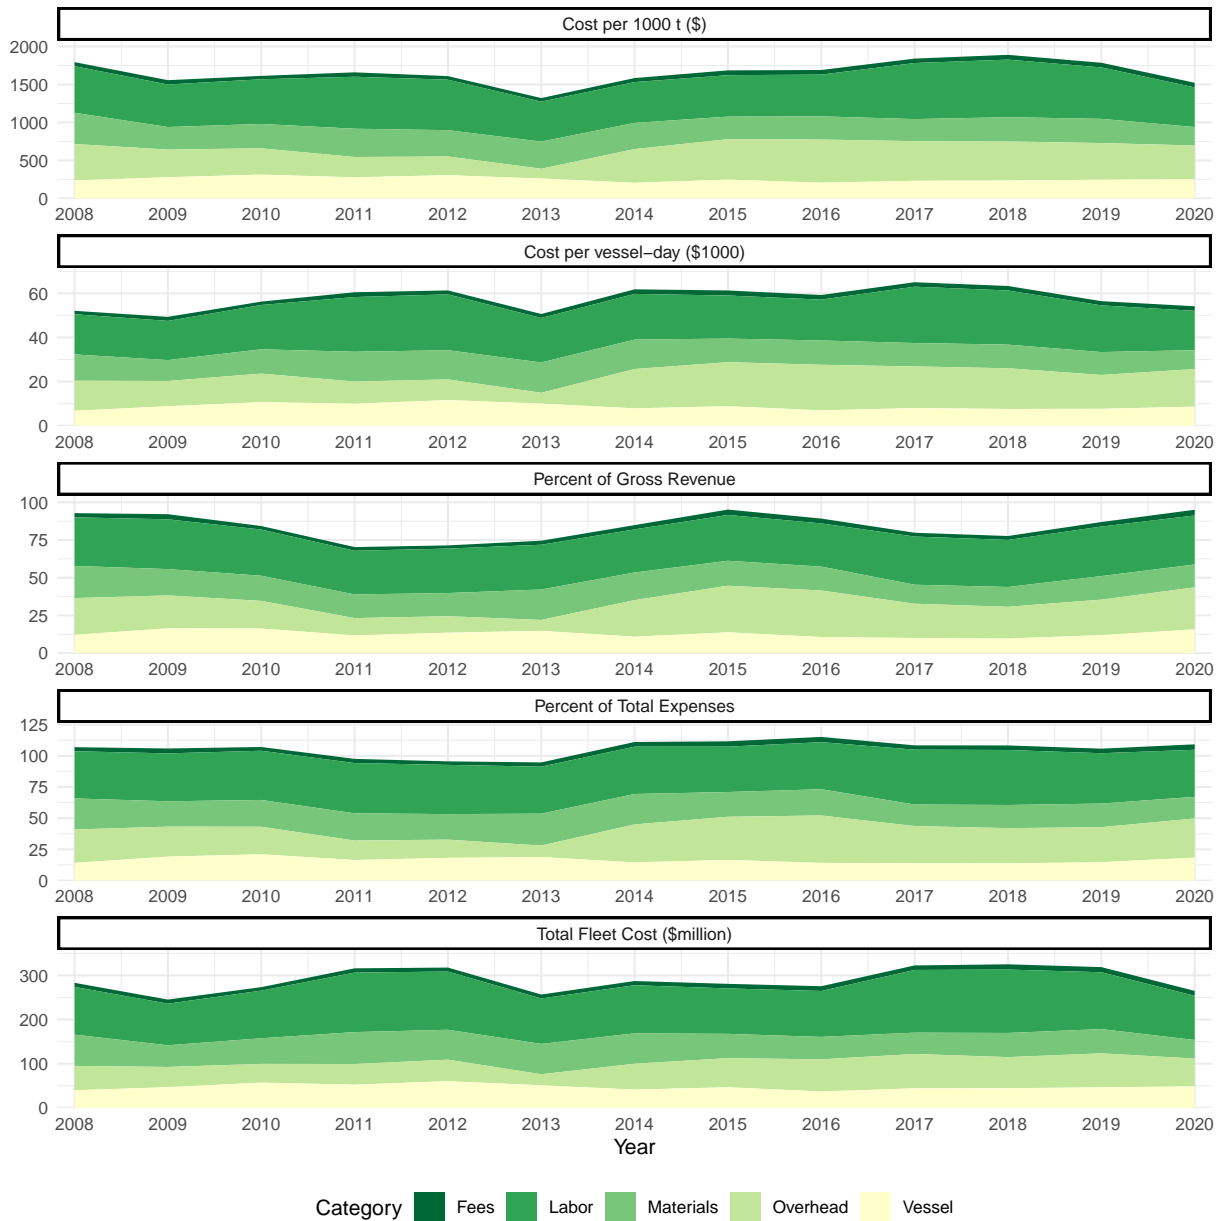 Cost per 1000 t ($)
2000
1500
1000
500
0
2008 2009 2010 2011 2012 2013 2014 2015 2016 2017 2018 2019 2020
Cost per vessel−day ($1000)
60
40
20
0
2008 2009 2010 2011 2012 2013 2014 2015 2016 2017 2018 2019 2020
Percent of Gross Revenue
100
75
50
25
0
2008 2009 2010 2011 2012 2013 2014 2015 2016 2017 2018 2019 2020
Percent of Total Expenses
125
100
75
50
25
0
2008 2009 2010 2011 2012 2013 2014 2015 2016 2017 2018 2019 2020
Total Fleet Cost ($million)
300
200
100
0
2008 2009 2010 2011 2012 2013 2014 2015 2016 2017 2018 2019 2020
Year
Category Fees Labor Materials Overhead Vessel